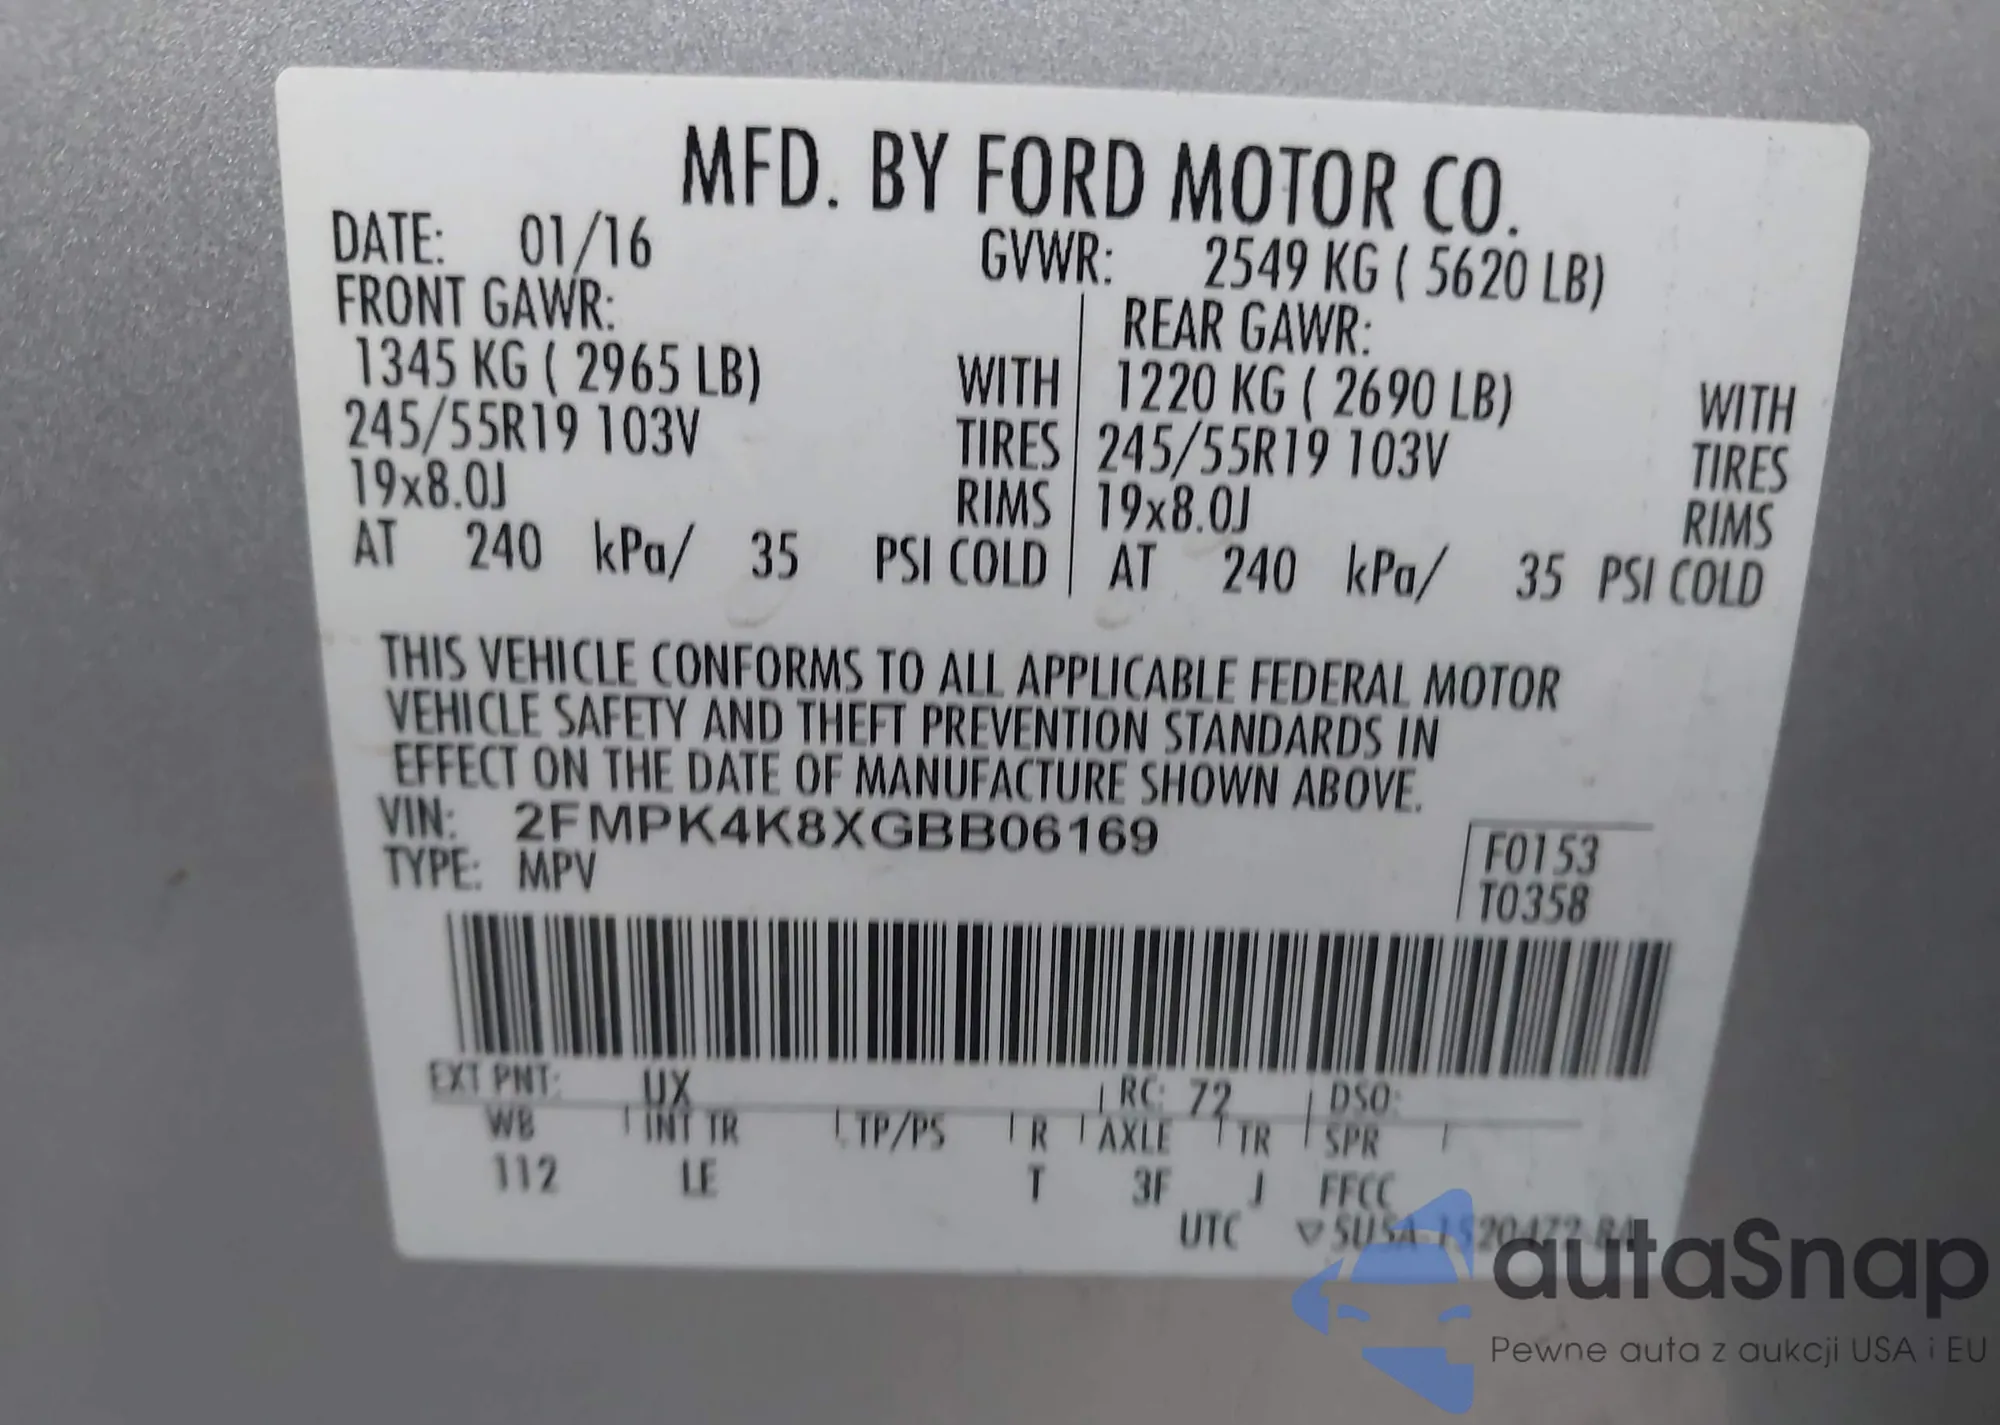 MFD. BY FORD MOTOR CO.
DATE: 01/16 GVWR: 2549 KG ( 5620 LB)
FRONT GAWR: REAR GAWR:
1345 KG ( 2965 LB) WITH 1220 KG ( 2690 LB) WITH
245/55R19 103V TIRES 245/55R19 103V TIRES
19x8.0J RIMS 19x8.0J RIMS
AT 240 kPa/ 35 PSI COLD AT 240 kPa/ 35 PSI COLD
THIS VEHICLE CONFORMS TO ALL APPLICABLE FEDERAL MOTOR
VEHICLE SAFETY AND THEFT PREVENTION STANDARDS IN
EFFECT ON THE DATE OF MANUFACTURE SHOWN ABOVE.
VIN: 2FMPK4K8XGBB06169
TYPE: MPV
F0153
T0358
EXT PNT: UX RC: 72 DSO:
WB INT TR TP/PS R AXLE TR SPR
112 LE T 3F J FFCC
UTC
autaSnap
Pewne auta z aukcji USA i EU